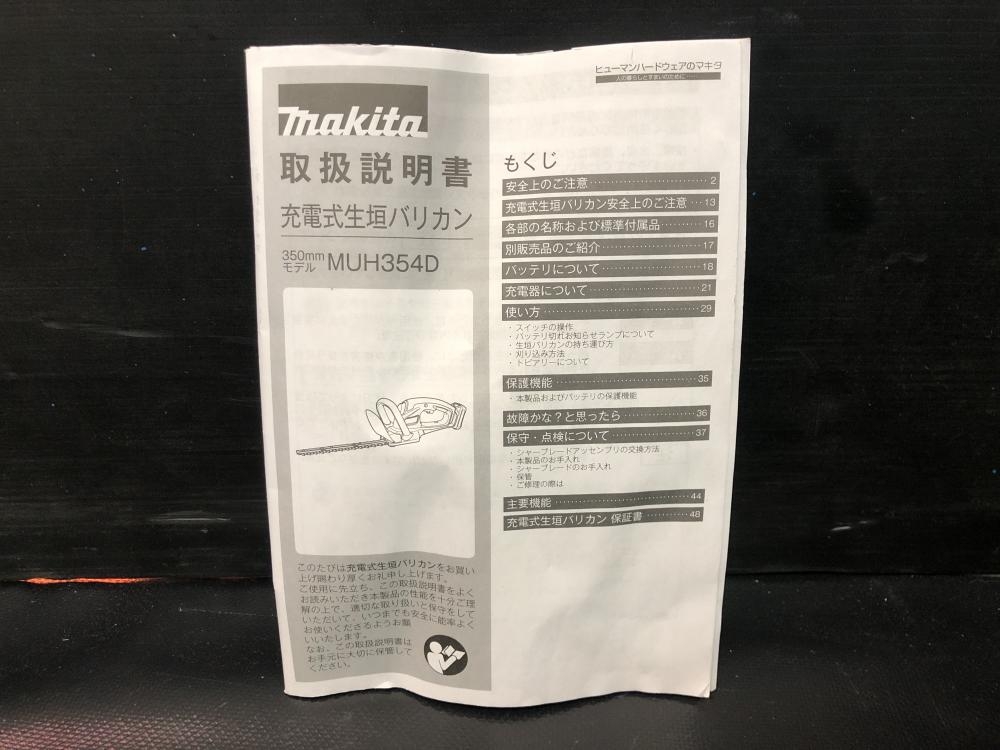 makita
取扱説明書
充電式生垣バリカン
350mm
モデル MUH354D
このたびは充電式生垣バリカンをお買い
上げ賜わり厚くお礼申し上げます。
ご使用に先立ち、この取扱説明書をよく
お読みいただき本製品の性能を十分ご理
解の上で、適切な取り扱いと保守をして
いただいて、いつまでも安全に能率よく
お使いくださるようお願
いいたします。
なお、この取扱説明書は
お手元に大切に保管して
ください。
ヒューマンハードウェアのマキタ
人の暮らしとすまいのために……
もくじ
安全上のご注意……………………2
充電式生垣バリカン安全上のご注意…13
各部の名称および標準付属品………16
別販売品のご紹介…………………17
バッテリについて…………………18
充電器について……………………21
使い方………………………………29
・スイッチの操作
・バッテリ切れお知らせランプについて
・生垣バリカンの持ち運び方
・刈り込み方法
・トピアリーについて
保護機能……………………………35
・本製品およびバッテリの保護機能
故障かな?と思ったら……………36
保守・点検について………………37
・シャーブレードアッセンブリの交換方法
・本製品のお手入れ
・シャーブレードのお手入れ
・保管
・ご修理の際は
主要機能……………………………44
充電式生垣バリカン 保証書………48